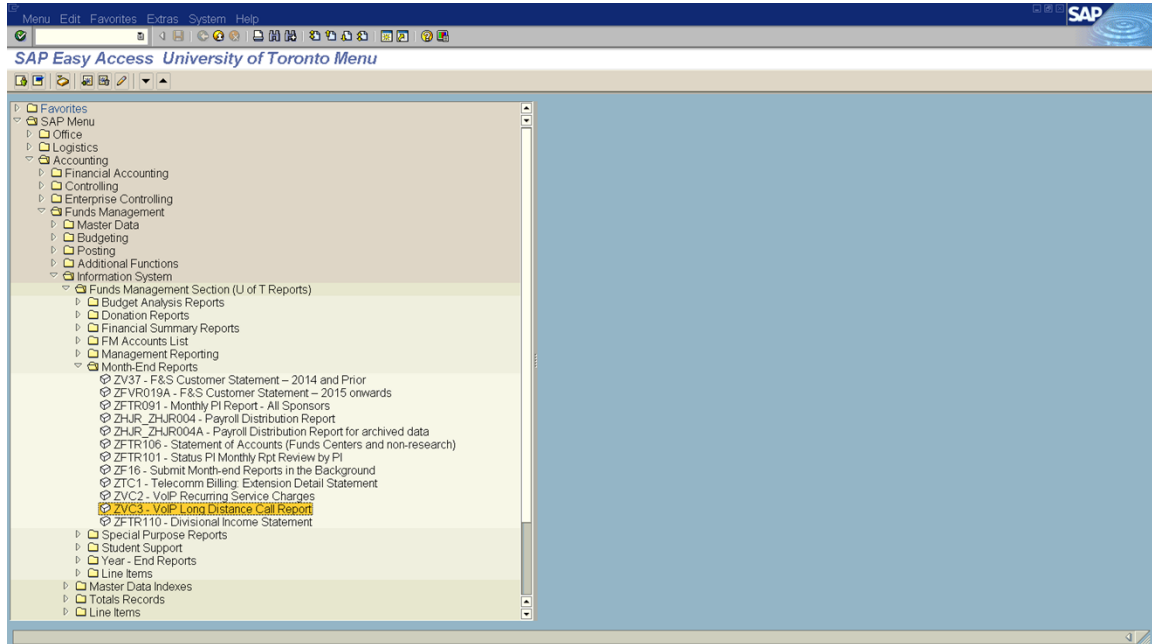 Menu Edit Favorites Extras System Help
SAP
SAP Easy Access University of Toronto Menu
Favorites
SAP Menu
Office
Logistics
Accounting
Financial Accounting
Controlling
Enterprise Controlling
Funds Management
Master Data
Budgeting
Posting
Additional Functions
Information System
Funds Management Section (U of T Reports)
Budget Analysis Reports
Donation Reports
Financial Summary Reports
FM Accounts List
Management Reporting
Month-End Reports
ZV37 - F&S Customer Statement – 2014 and Prior
ZFVR019A - F&S Customer Statement – 2015 onwards
ZFTR091 - Monthly PI Report - All Sponsors
ZHJR_ZHJR004 - Payroll Distribution Report
ZHJR_ZHJR004A - Payroll Distribution Report for archived data
ZFTR106 - Statement of Accounts (Funds Centers and non-research)
ZFTR101 - Status PI Monthly Rpt Review by PI
ZF16 - Submit Month-end Reports in the Background
ZTC1 - Telecomm Billing: Extension Detail Statement
ZVC2 - VoIP Recurring Service Charges
ZVC3 - VoIP Long Distance Call Report
ZFTR110 - Divisional Income Statement
Special Purpose Reports
Student Support
Year - End Reports
Line Items
Master Data Indexes
Totals Records
Line Items